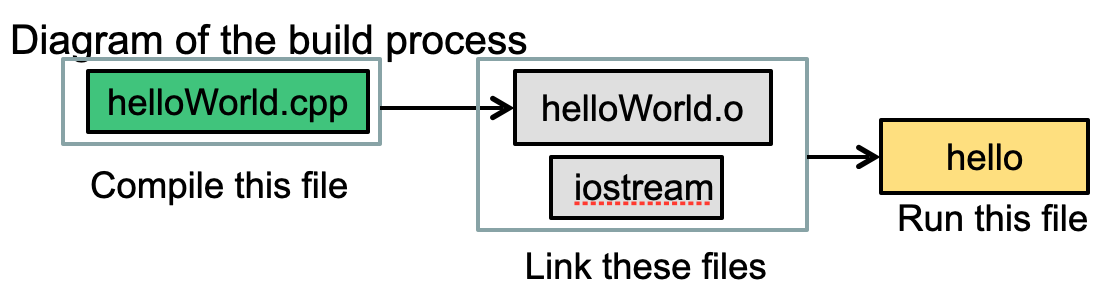 Diagram of the build process
helloWorld.cpp
Compile this file
helloWorld.o
iostream
Link these files
hello
Run this file